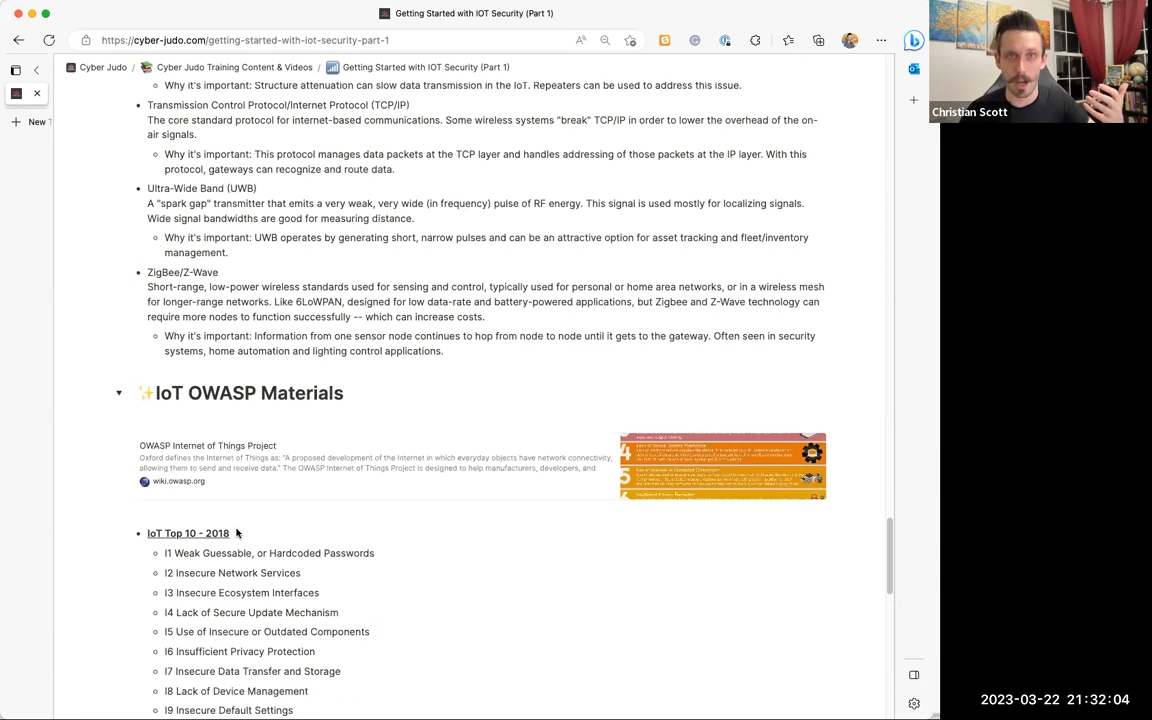 Getting Started with IOT Security (Part 1)
https://cyber-judo.com/getting-started-with-iot-security-part-1
Cyber Judo / Cyber Judo Training Content & Videos / Getting Started with IOT Security (Part 1)
New
Christian Scott
Why it's important: Structure attenuation can slow data transmission in the IoT. Repeaters can be used to address this issue.
Transmission Control Protocol/Internet Protocol (TCP/IP)
The core standard protocol for internet-based communications. Some wireless systems "break" TCP/IP in order to lower the overhead of the on-
air signals.
Why it's important: This protocol manages data packets at the TCP layer and handles addressing of those packets at the IP layer. With this
protocol, gateways can recognize and route data.
Ultra-Wide Band (UWB)
A "spark gap" transmitter that emits a very weak, very wide (in frequency) pulse of RF energy. This signal is used mostly for localizing signals.
Wide signal bandwidths are good for measuring distance.
Why it's important: UWB operates by generating short, narrow pulses and can be an attractive option for asset tracking and fleet/inventory
management.
ZigBee/Z-Wave
Short-range, low-power wireless standards used for sensing and control, typically used for personal or home area networks, or in a wireless mesh
for longer-range networks. Like 6LoWPAN, designed for low data-rate and battery-powered applications, but Zigbee and Z-Wave technology can
require more nodes to function successfully -- which can increase costs.
Why it's important: Information from one sensor node continues to hop from node to node until it gets to the gateway. Often seen in security
systems, home automation and lighting control applications.
✨IoT OWASP Materials
OWASP Internet of Things Project
Oxford defines the Internet of Things as: "A proposed development of the Internet in which everyday objects have network connectivity,
allowing them to send and receive data." The OWASP Internet of Things Project is designed to help manufacturers, developers, and
wiki.owasp.org
4
5
IoT Top 10 - 2018
I1 Weak Guessable, or Hardcoded Passwords
I2 Insecure Network Services
I3 Insecure Ecosystem Interfaces
I4 Lack of Secure Update Mechanism
I5 Use of Insecure or Outdated Components
I6 Insufficient Privacy Protection
I7 Insecure Data Transfer and Storage
I8 Lack of Device Management
I9 Insecure Default Settings
2023-03-22 21:32:04